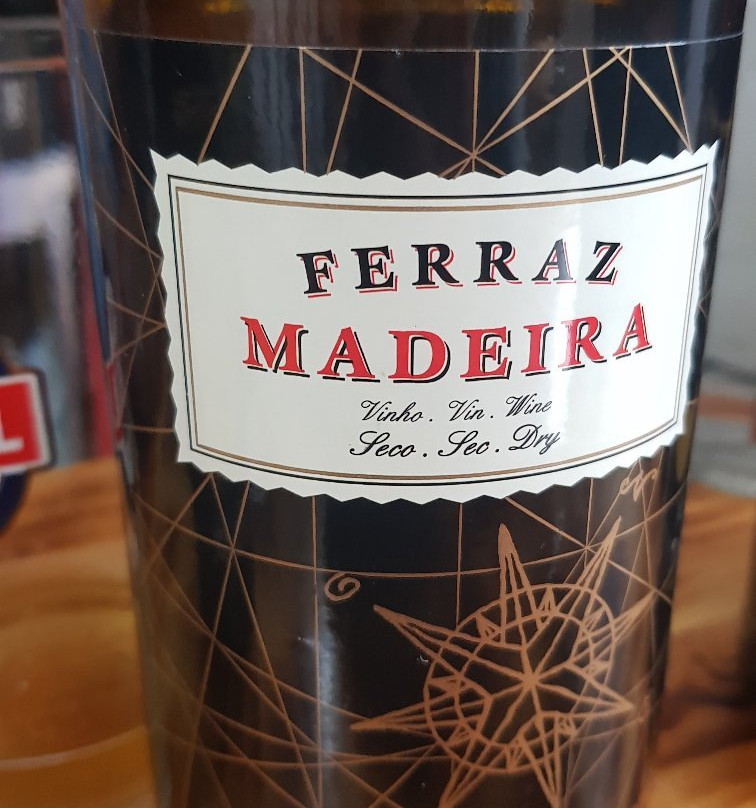 FERRAZ
MADEIRA
Vinho . Vin . Wine
Seco . Sec . Dry
L